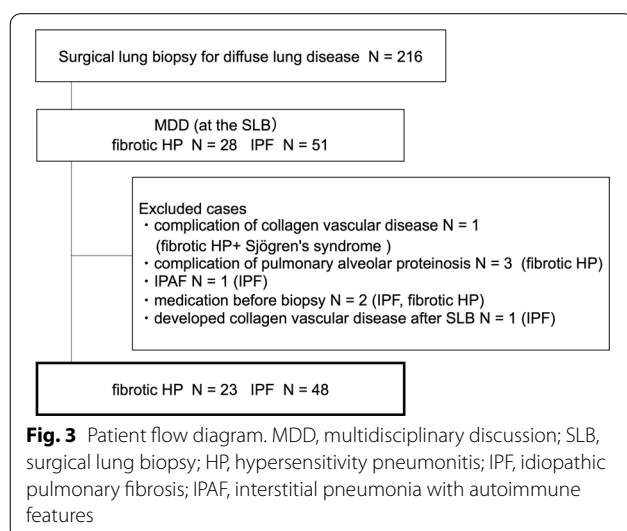 Surgical lung biopsy for diffuse lung disease N = 216
MDD (at the SLB)
fibrotic HP N = 28 IPF N = 51
Excluded cases
・complication of collagen vascular disease N = 1
(fibrotic HP+ Sjögren's syndrome )
・complication of pulmonary alveolar proteinosis N = 3 (fibrotic HP)
・IPAF N = 1 (IPF)
・medication before biopsy N = 2 (IPF, fibrotic HP)
・developed collagen vascular disease after SLB N = 1 (IPF)
fibrotic HP N = 23 IPF N = 48
Fig. 3 Patient flow diagram. MDD, multidisciplinary discussion; SLB,
surgical lung biopsy; HP, hypersensitivity pneumonitis; IPF, idiopathic
pulmonary fibrosis; IPAF, interstitial pneumonia with autoimmune
features